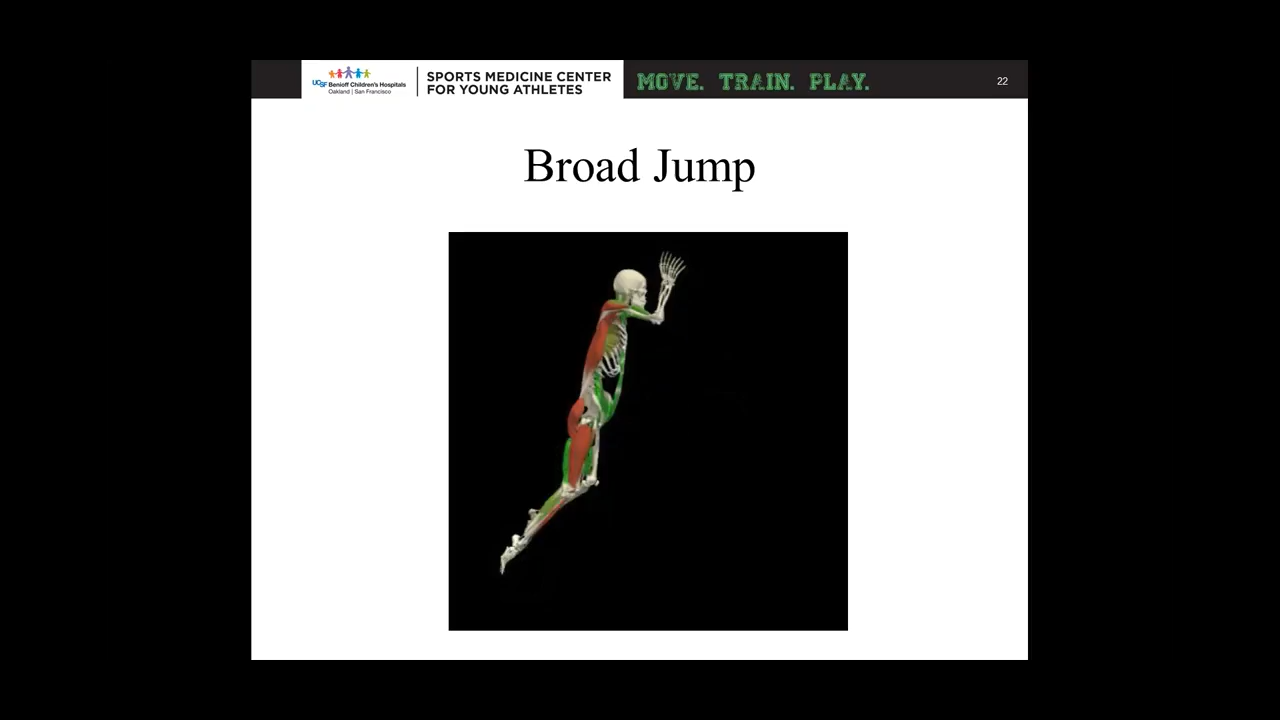 UCSF Benioff Children's Hospitals
Oakland | San Francisco
SPORTS MEDICINE CENTER
FOR YOUNG ATHLETES
MOVE. TRAIN. PLAY.
22
Broad Jump